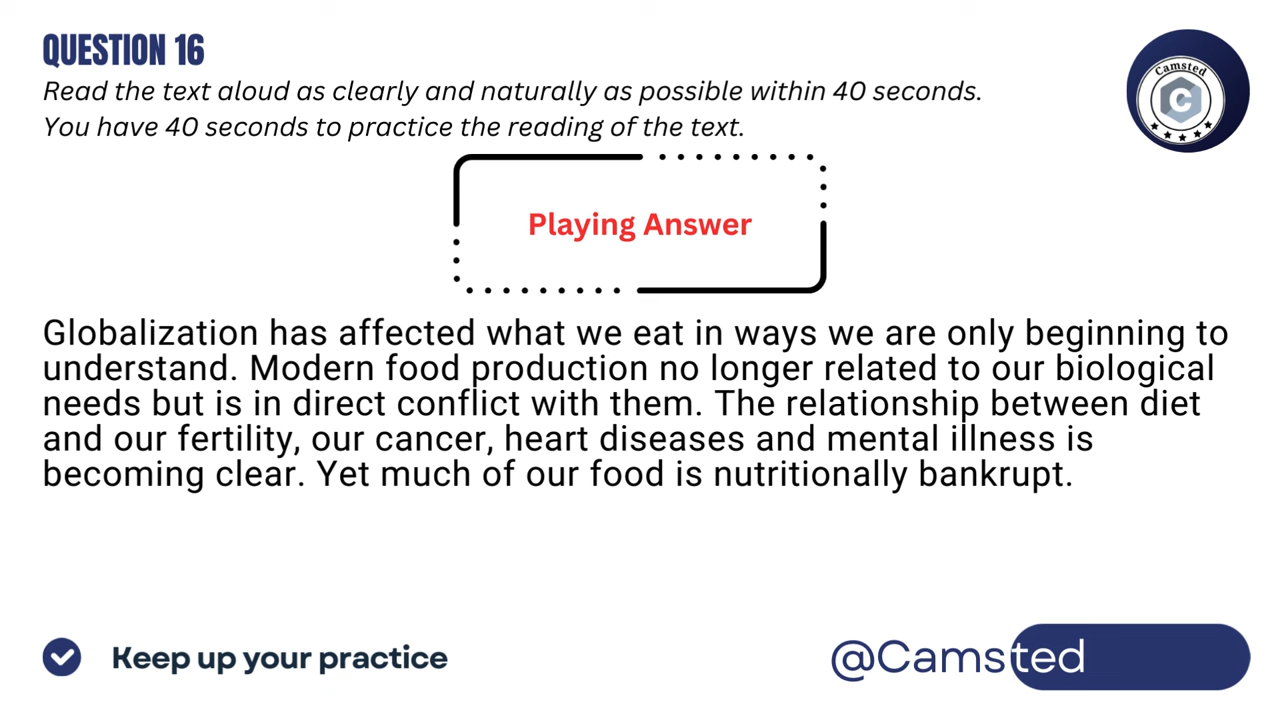 QUESTION 16
Read the text aloud as clearly and naturally as possible within 40 seconds.
You have 40 seconds to practice the reading of the text.
Camsted
C
Playing Answer
Globalization has affected what we eat in ways we are only beginning to
understand. Modern food production no longer related to our biological
needs but is in direct conflict with them. The relationship between diet
and our fertility, our cancer, heart diseases and mental illness is
becoming clear. Yet much of our food is nutritionally bankrupt.
Keep up your practice
@Camsted